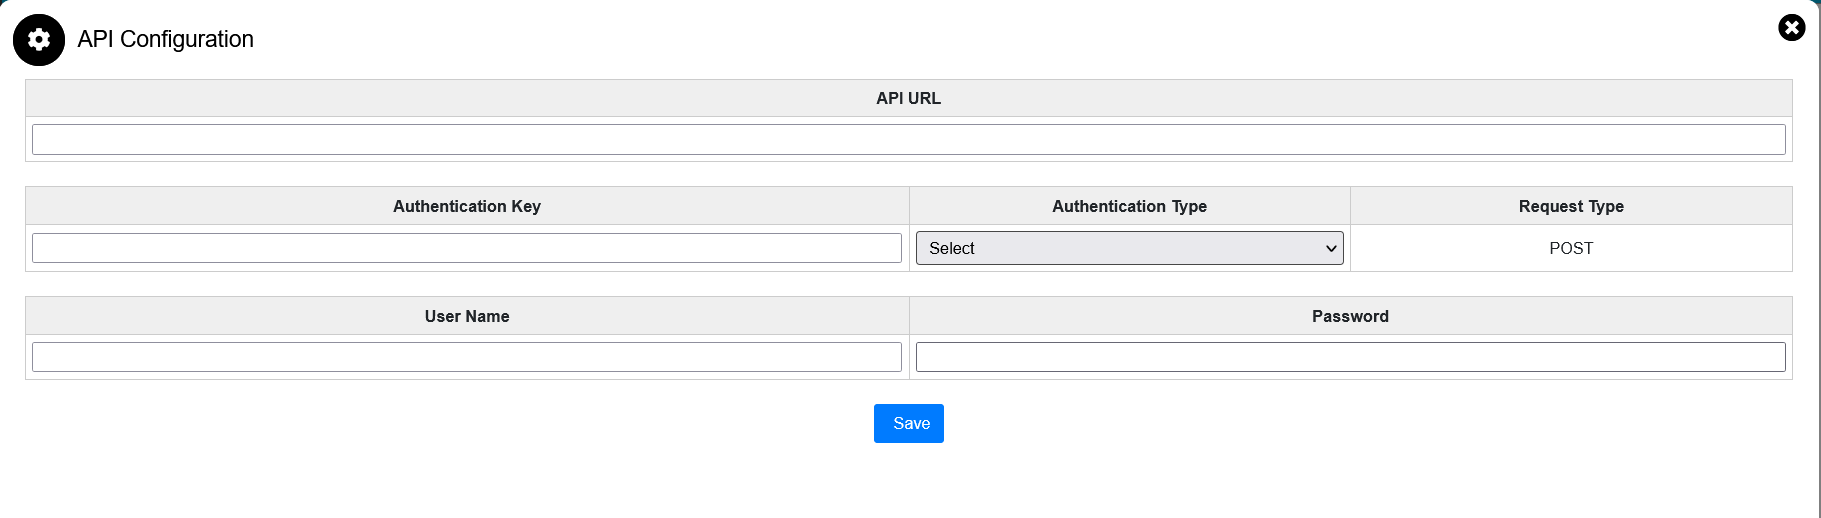 API Configuration
API URL
Authentication Key Authentication Type Request Type
Select POST
User Name Password
Save